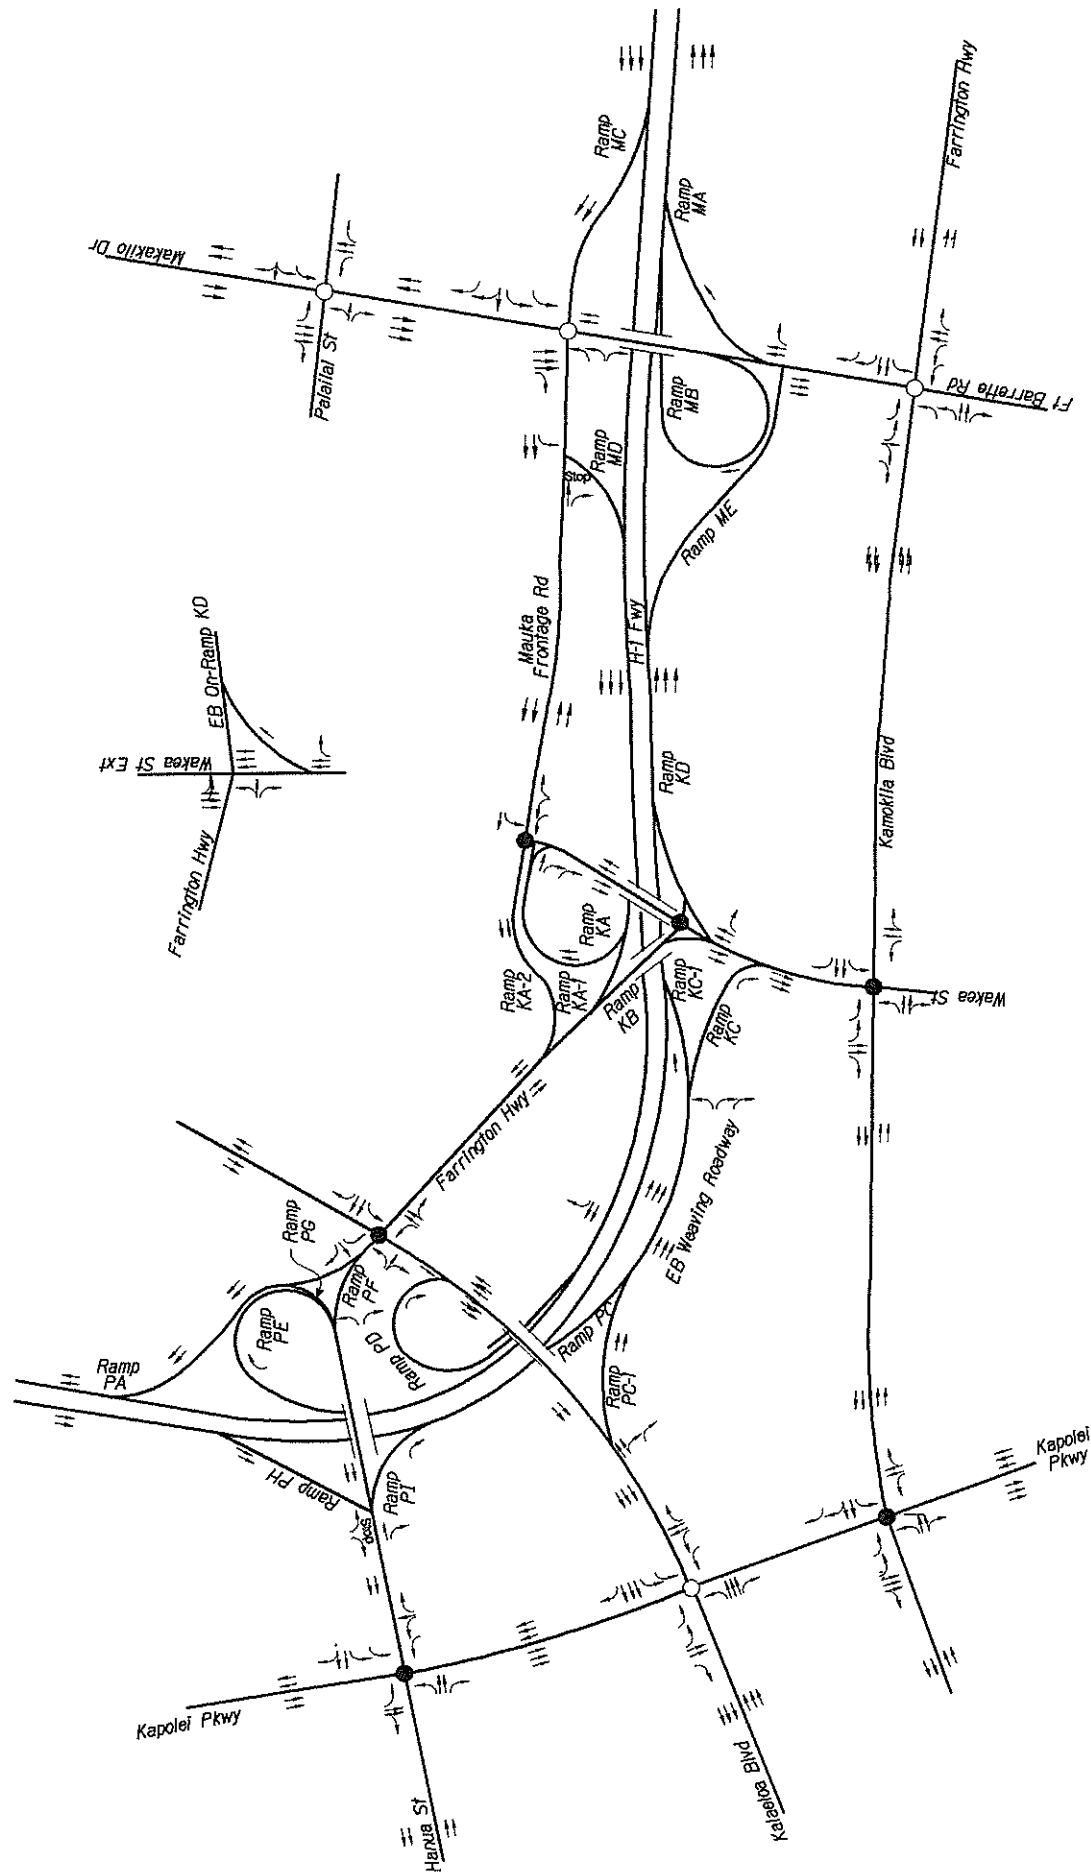 Ramp
MC
Farrington Hwy
Makakilo Dr
Ramp
MA
Palailai St
Ramp
MB
Ft Barrette Rd
Ramp
MD
Stop
Ramp ME
Mauka
Frontage Rd
H-1 Fwy
EB On-Ramp KD
Wakea St Ext
Farrington Hwy
Ramp
KD
Kamokila Blvd
Ramp
KA
Ramp
KA-2
Ramp
KA-1
Ramp
KB
Ramp
KC-1
Ramp
KC
Wakea
St
Farrington Hwy
EB Weaving Roadway
Ramp
PG
Ramp
PF
Ramp
PE
Ramp PD
Ramp PC
Ramp
PA
Ramp
PC-1
Ramp PH
Ramp
PI
Stop
Kapolei
Pkwy
Kapolei Pkwy
Hanua St
Kalaeloa Blvd